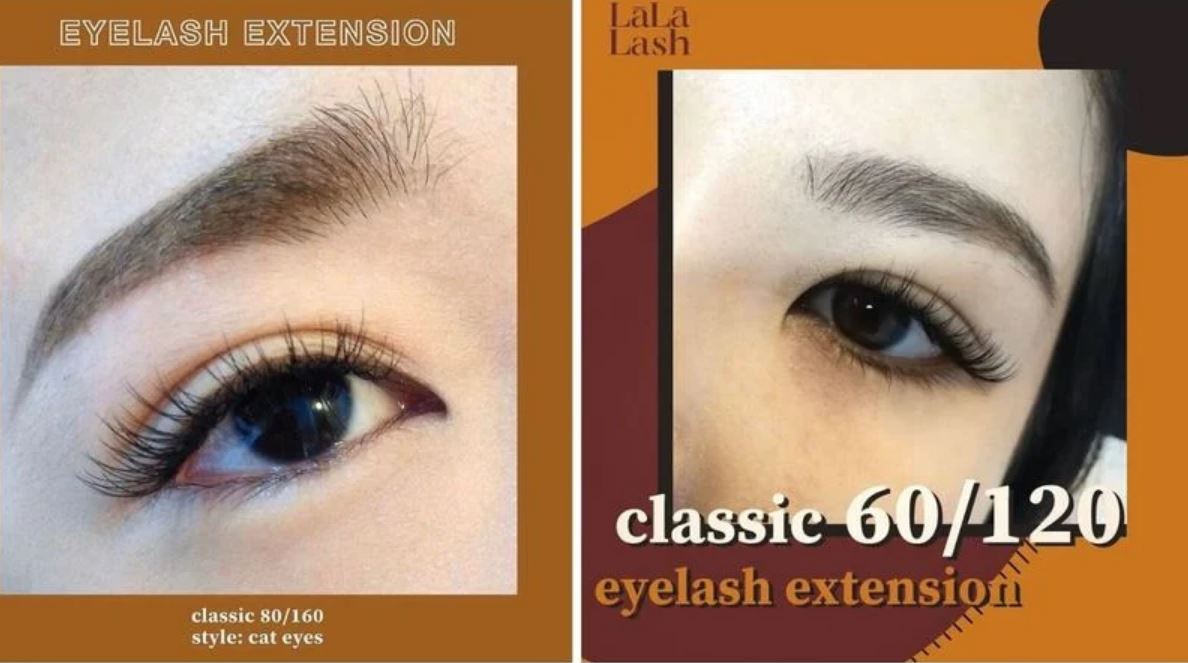 EYELASH EXTENSION
classic 80/160
style: cat eyes
LaLa
Lash
classic 60/120
eyelash extension